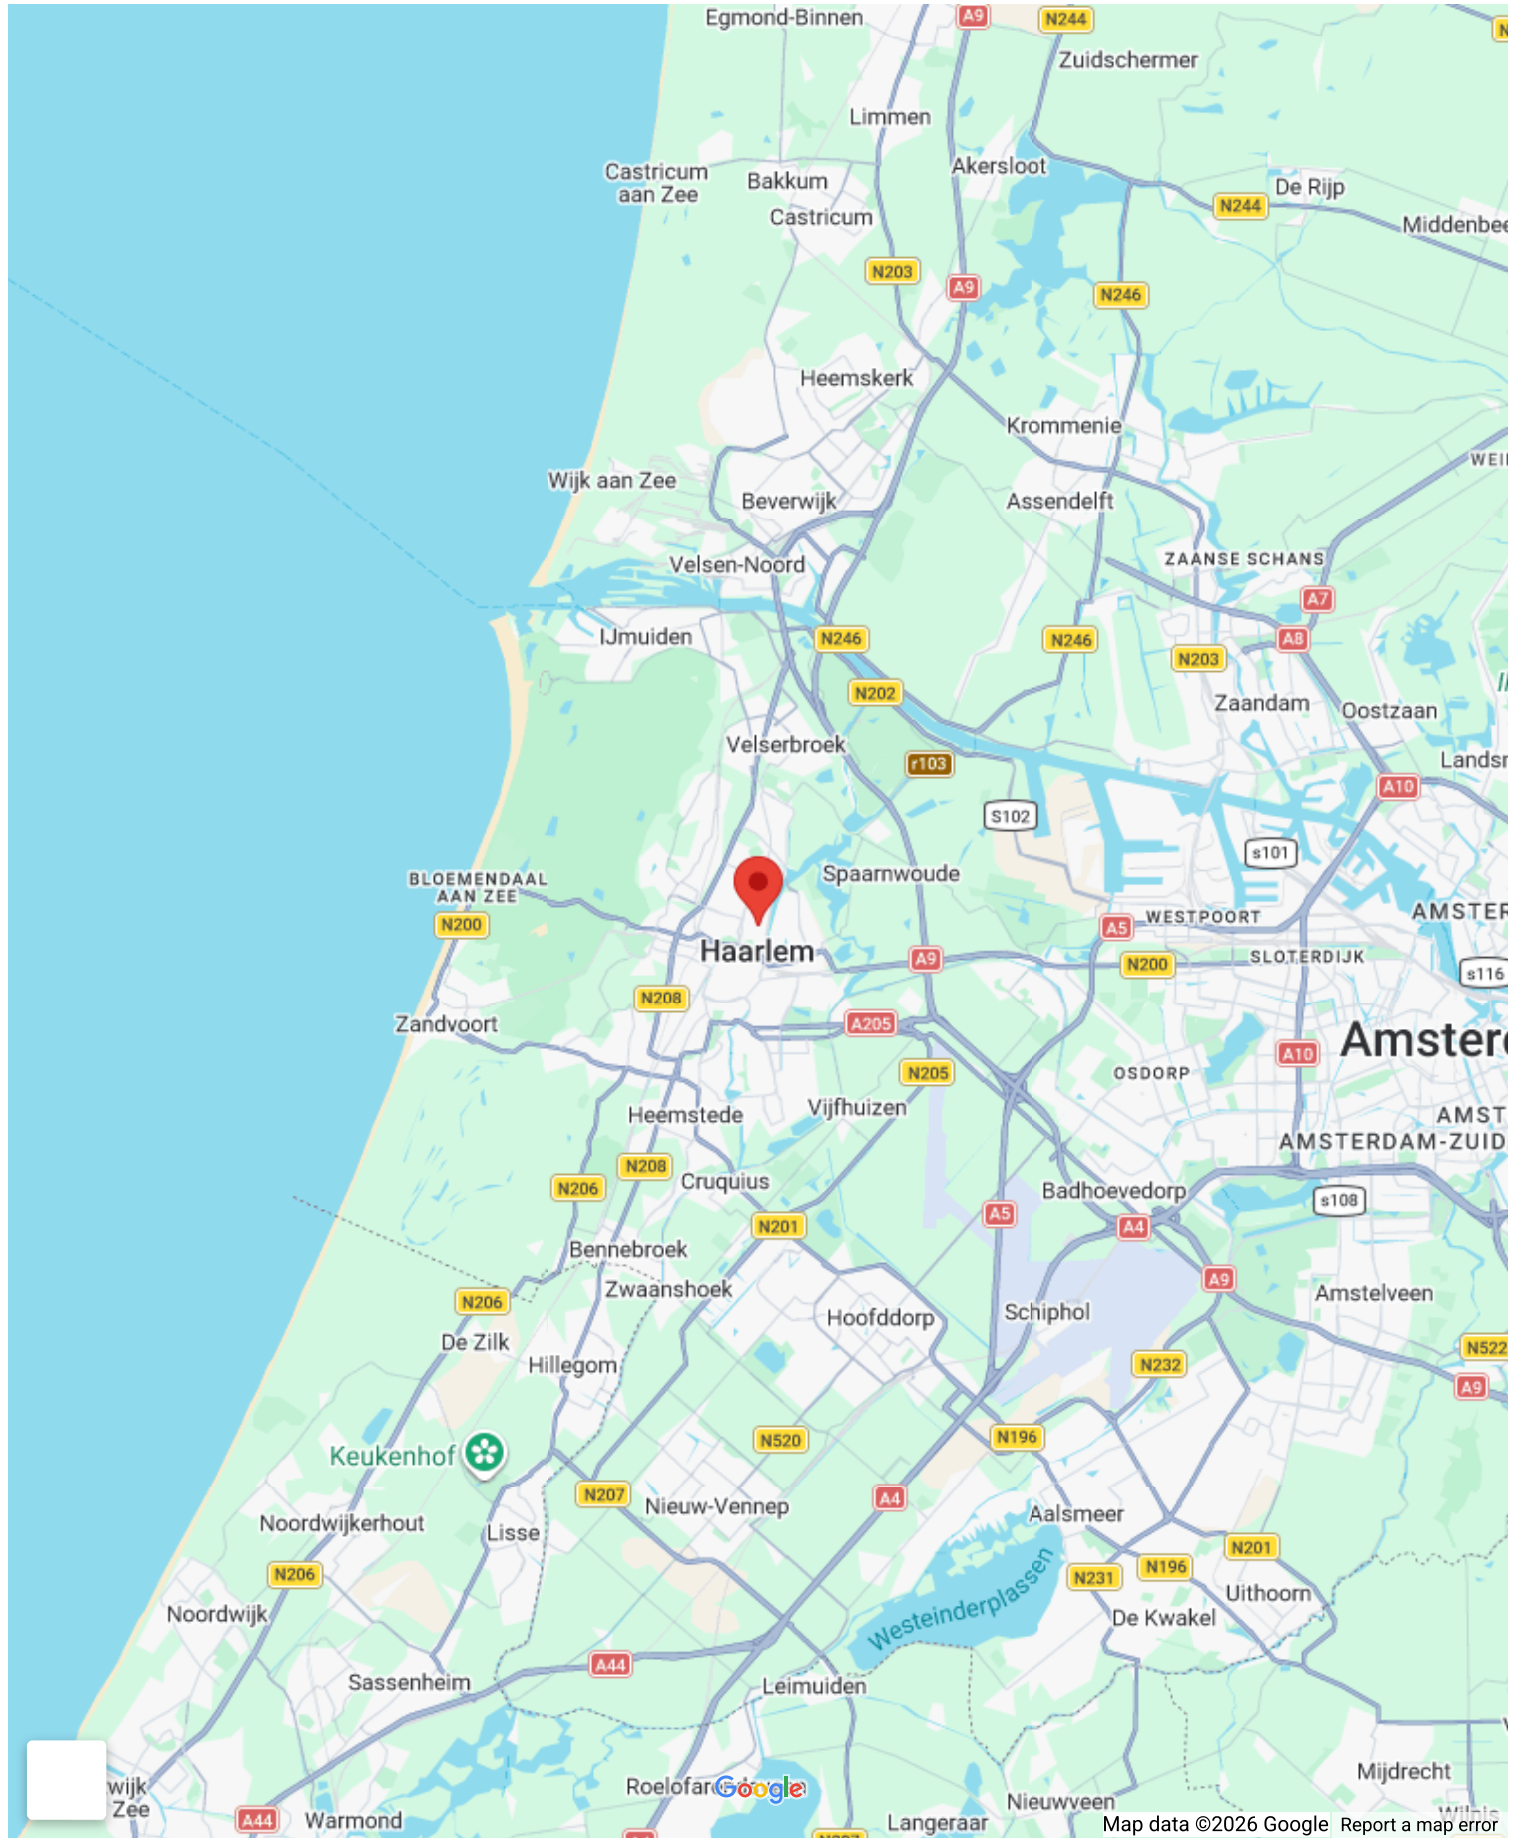 Egmond-Binnen
A9
N244
N
Zuidschermer
Limmen
Castricum
aan Zee
Bakkum
Akersloot
De Rijp
N244
Castricum
Middenbee
N203
A9
N246
Heemskerk
Krommenie
WEI
Wijk aan Zee
Beverwijk
Assendelft
ZAANSE SCHANS
Velsen-Noord
A7
IJmuiden
N246
N246
A8
N203
N202
Zaandam
Oostzaan
Velserbroek
r103
Landsr
A10
S102
s101
Spaarnwoude
BLOEMENDAAL
AAN ZEE
N200
A5
WESTPOORT
AMSTER
Haarlem
A9
N200
SLOTERDIJK
s116
N208
Zandvoort
A205
Amster
A10
N205
OSDORP
Heemstede
Vijfhuizen
AMST
AMSTERDAM-ZUID
N208
N206
Cruquius
Badhoevedorp
s108
A5
A4
N201
Bennebroek
A9
Zwaanshoek
N206
Hoofddorp
Schiphol
Amstelveen
De Zilk
Hillegom
N232
N522
A9
Keukenhof
N520
N196
N207
A4
Nieuw-Vennep
Aalsmeer
Noordwijkerhout
Lisse
N201
N206
N231
N196
Westeinderplassen
Uithoorn
Noordwijk
De Kwakel
A44
Sassenheim
Leimuiden
wijk
Zee
Google
Mijdrecht
Nieuwveen
A44
Warmond
Langeraar
Map data ©2026 Google
Report a map error